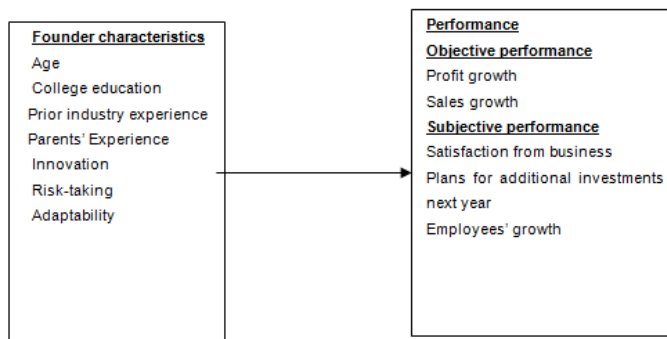 Founder characteristics
Age
College education
Prior industry experience
Parents' Experience
Innovation
Risk-taking
Adaptability
Performance
Objective performance
Profit growth
Sales growth
Subjective performance
Satisfaction from business
Plans for additional investments
next year
Employees' growth